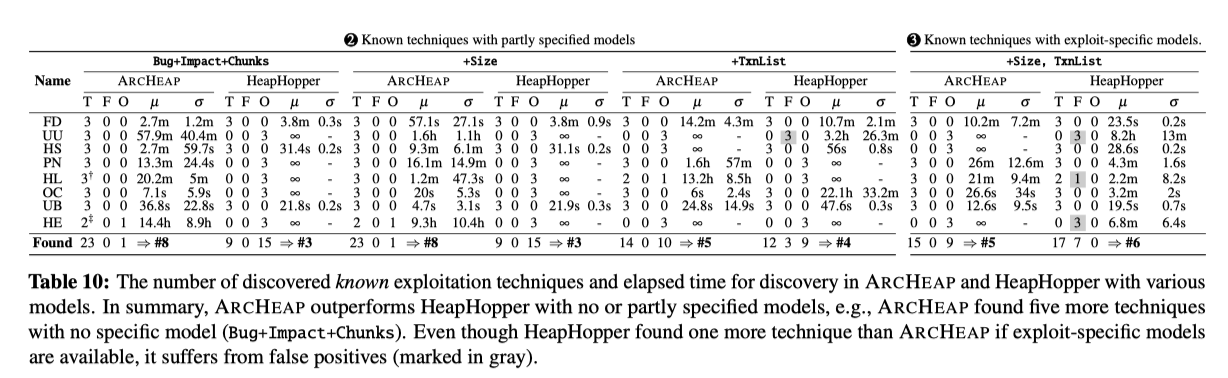 ❷ Known techniques with partly specified models ❸ Known techniques with exploit-specific models.
Bug+Impact+Chunks +Size +TxnList +Size, TxnList
Name ARCHEAP HeapHopper ARCHEAP HeapHopper ARCHEAP HeapHopper ARCHEAP HeapHopper
T F O μ σ T F O μ σ T F O μ σ T F O μ σ T F O μ σ T F O μ σ T F O μ σ T F O μ σ
FD 3 0 0 2.7m 1.2m 3 0 0 3.8m 0.3s 3 0 0 57.1s 27.1s 3 0 0 3.8m 0.9s 3 0 0 14.2m 4.3m 3 0 0 10.7m 2.1m 3 0 0 10.2m 7.2m 3 0 0 23.5s 0.2s
UU 3 0 0 57.9m 40.4m 0 0 3 ∞ - 3 0 0 1.6h 1.1h 0 0 3 ∞ - 0 0 3 ∞ - 0 3 0 3.2h 26.3m 0 0 3 ∞ - 0 3 0 8.2h 13m
HS 3 0 0 2.7m 59.7s 3 0 0 31.4s 0.2s 3 0 0 9.3m 6.1m 3 0 0 31.1s 0.2s 0 0 3 ∞ - 3 0 0 56s 0.8s 0 0 3 ∞ - 3 0 0 28.6s 0.2s
PN 3 0 0 13.3m 24.4s 0 0 3 ∞ - 3 0 0 16.1m 14.9m 0 0 3 ∞ - 3 0 0 1.6h 57m 0 0 3 ∞ - 3 0 0 26m 12.6m 3 0 0 4.3m 1.6s
HL 3† 0 0 20.2m 5m 0 0 3 ∞ - 3 0 0 1.2m 47.3s 0 0 3 ∞ - 2 0 1 13.2h 8.5h 0 0 3 ∞ - 3 0 0 21m 9.4m 2 1 0 2.2m 8.2s
OC 3 0 0 7.1s 5.9s 0 0 3 ∞ - 3 0 0 20s 5.3s 0 0 3 ∞ - 3 0 0 6s 2.4s 3 0 0 22.1h 33.2m 3 0 0 26.6s 34s 3 0 0 3.2m 2s
UB 3 0 0 36.8s 22.8s 3 0 0 21.8s 0.2s 3 0 0 4.7s 3.1s 3 0 0 21.9s 0.3s 3 0 0 24.8s 14.9s 3 0 0 47.6s 0.3s 3 0 0 12.6s 9.5s 3 0 0 19.5s 0.7s
HE 2‡ 0 1 14.4h 8.9h 0 0 3 ∞ - 2 0 1 9.3h 10.4h 0 0 3 ∞ - 0 0 3 ∞ - 0 0 3 ∞ - 0 0 3 ∞ - 0 3 0 6.8m 6.4s
Found 23 0 1 ⇒ #8 9 0 15 ⇒ #3 23 0 1 ⇒ #8 9 0 15 ⇒ #3 14 0 10 ⇒ #5 12 3 9 ⇒ #4 15 0 9 ⇒ #5 17 7 0 ⇒ #6
Table 10: The number of discovered known exploitation techniques and elapsed time for discovery in ARCHEAP and HeapHopper with various
models. In summary, ARCHEAP outperforms HeapHopper with no or partly specified models, e.g., ARCHEAP found five more techniques
with no specific model (Bug+Impact+Chunks). Even though HeapHopper found one more technique than ARCHEAP if exploit-specific models
are available, it suffers from false positives (marked in gray).